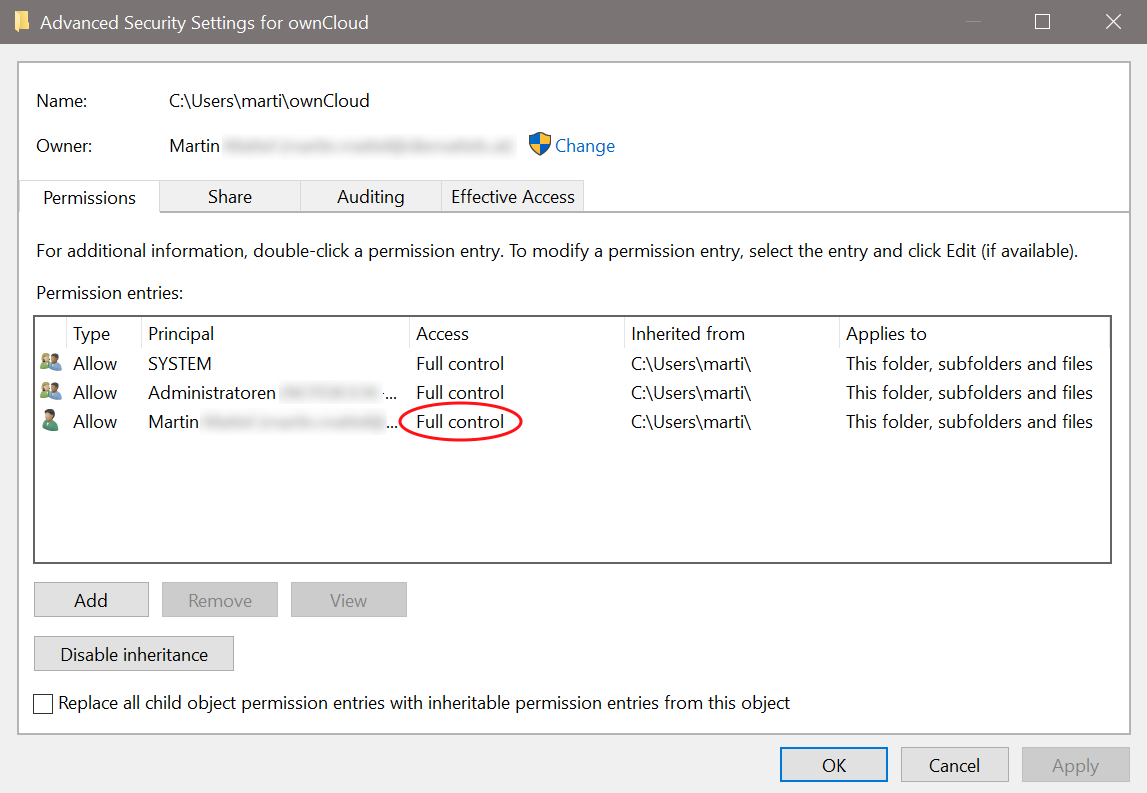 Advanced Security Settings for ownCloud
Name: C:\Users\marti\ownCloud
Owner: Martin Change
Permissions Share Auditing Effective Access
For additional information, double-click a permission entry. To modify a permission entry, select the entry and click Edit (if available).
Permission entries:
Type Principal Access Inherited from Applies to
Allow SYSTEM Full control C:\Users\marti\ This folder, subfolders and files
Allow Administratoren ... Full control C:\Users\marti\ This folder, subfolders and files
Allow Martin ... Full control C:\Users\marti\ This folder, subfolders and files
Add Remove View
Disable inheritance
Replace all child object permission entries with inheritable permission entries from this object
OK Cancel Apply